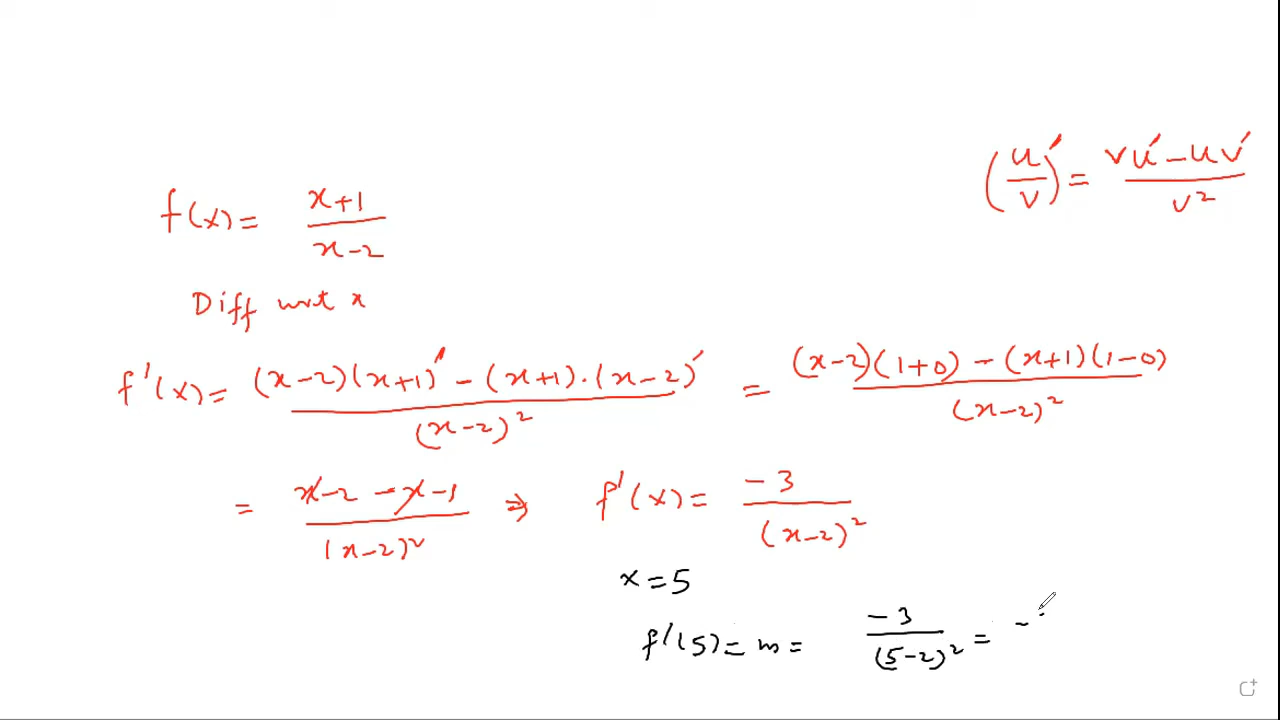 (u/v)' = (vu' - uv')/v²
f(x) = (x+1)/(x-2)
Diff wrt x
f'(x) = ((x-2)(x+1)' - (x+1).(x-2)')/(x-2)² = ((x-2)(1+0) - (x+1)(1-0))/(x-2)²
= (x-2-x-1)/(x-2)² ⇒ f'(x) = -3/(x-2)²
x = 5
f'(5) = m = -3/(5-2)² = -